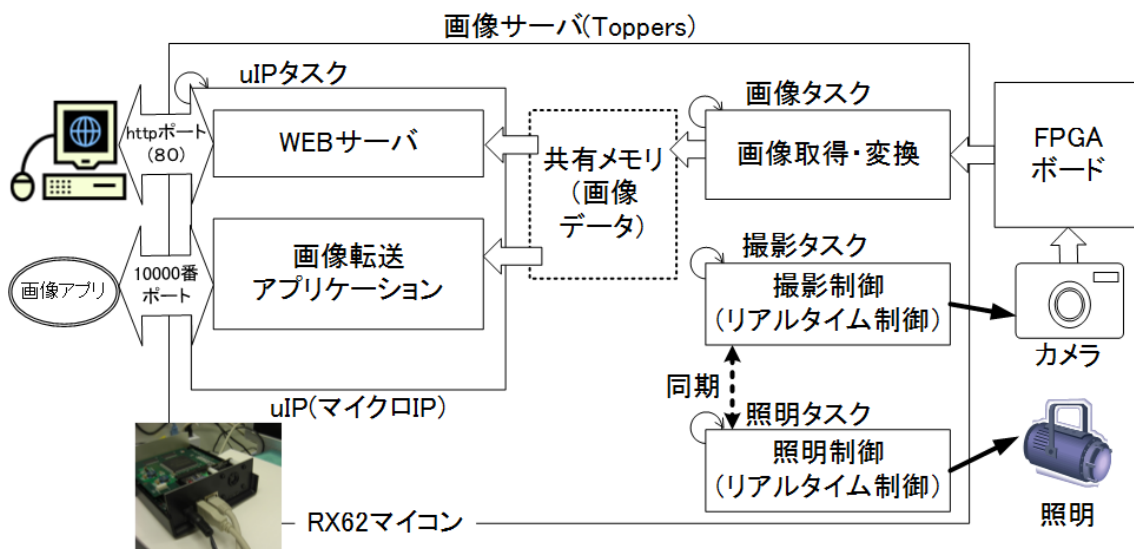 画像サーバ(Toppers)
uIPタスク
httpポート
(80)
WEBサーバ
共有メモリ
(画像
データ)
画像タスク
画像取得・変換
FPGA
ボード
画像アプリ
10000番
ポート
画像転送
アプリケーション
撮影タスク
撮影制御
(リアルタイム制御)
カメラ
同期
uIP(マイクロIP)
照明タスク
照明制御
(リアルタイム制御)
照明
RX62マイコン